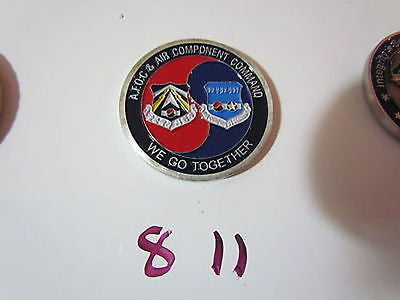 A.F.O.C & AIR COMPONENT COMMAND
WE GO TOGETHER
8 11